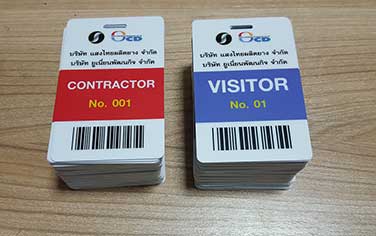 บริษัท แสงไทยผลิตยาง จำกัด
บริษัท ยูเนี่ยนพัฒนกิจ จำกัด
CONTRACTOR
No. 001
บริษัท แสงไทยผลิตยาง จำกัด
บริษัท ยูเนี่ยนพัฒนกิจ จำกัด
VISITOR
No. 01